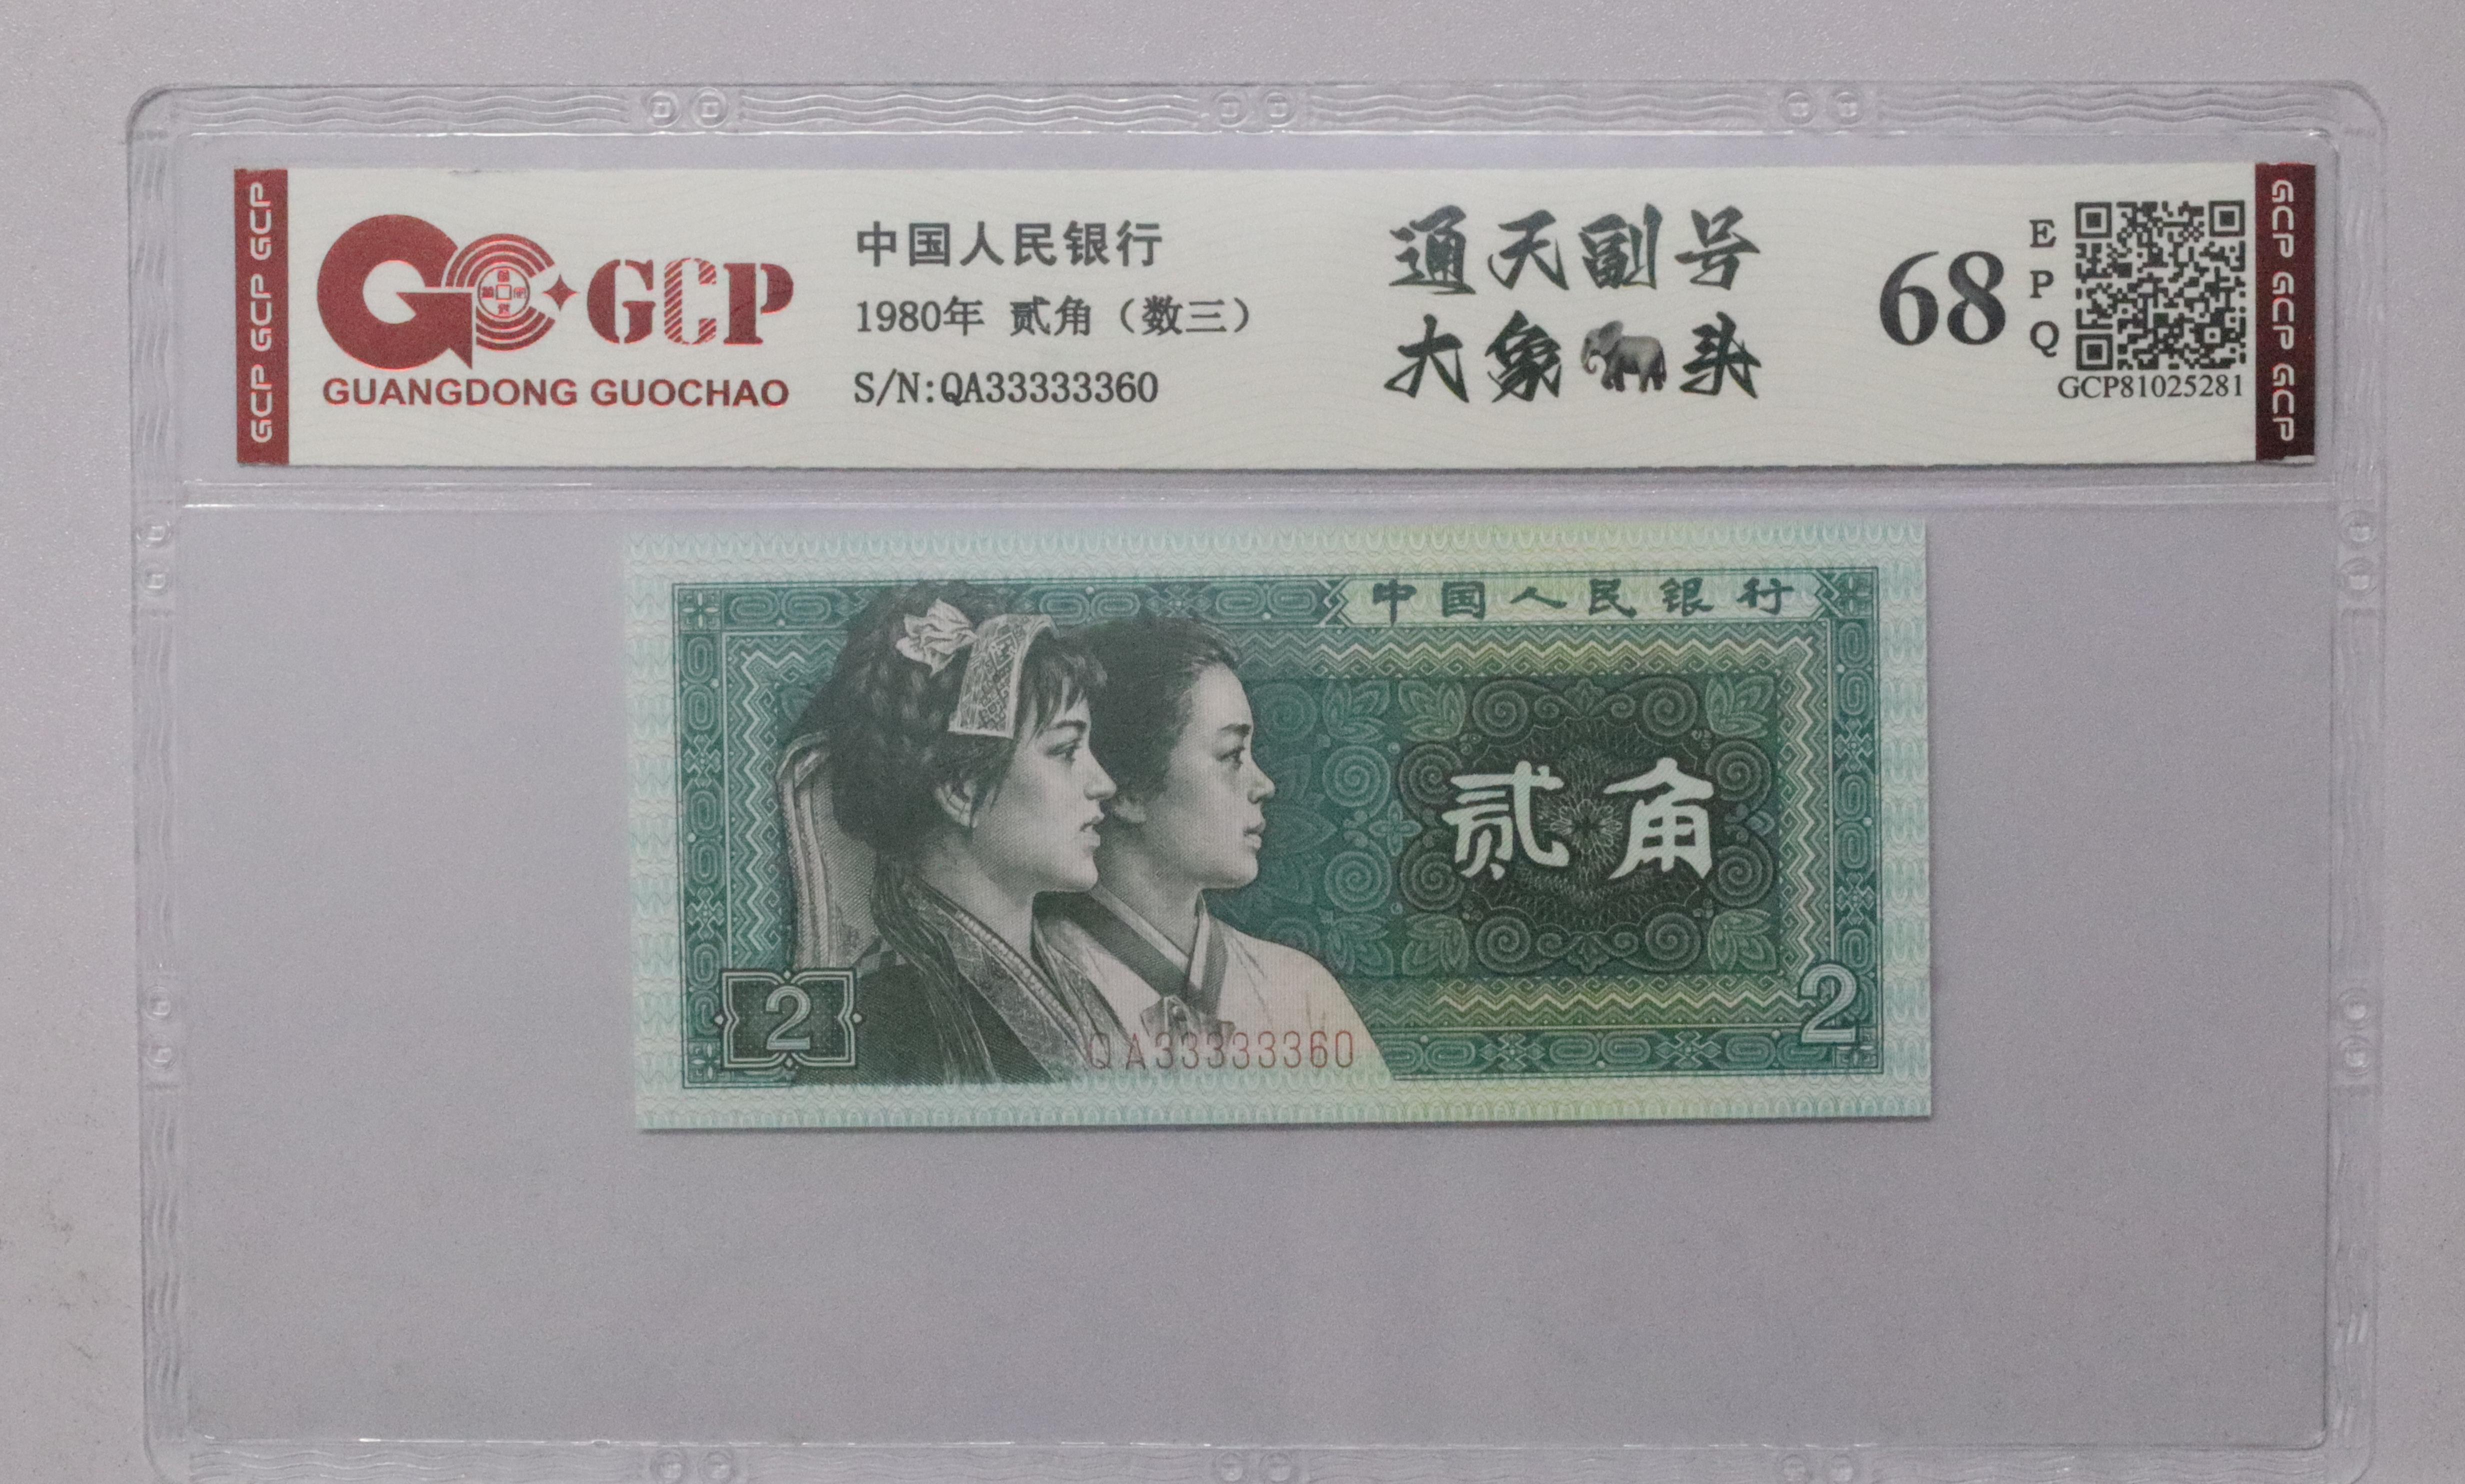 GCP GCP GCP
GCP
GUANGDONG GUOCHAO
中国人民银行
1980年 贰角（数三）
S/N:QA33333360
通天副号
大象头
68
E
P
Q
GCP81025281
GCP GCP GCP
中国人民银行
贰角
2
2
QA33333360